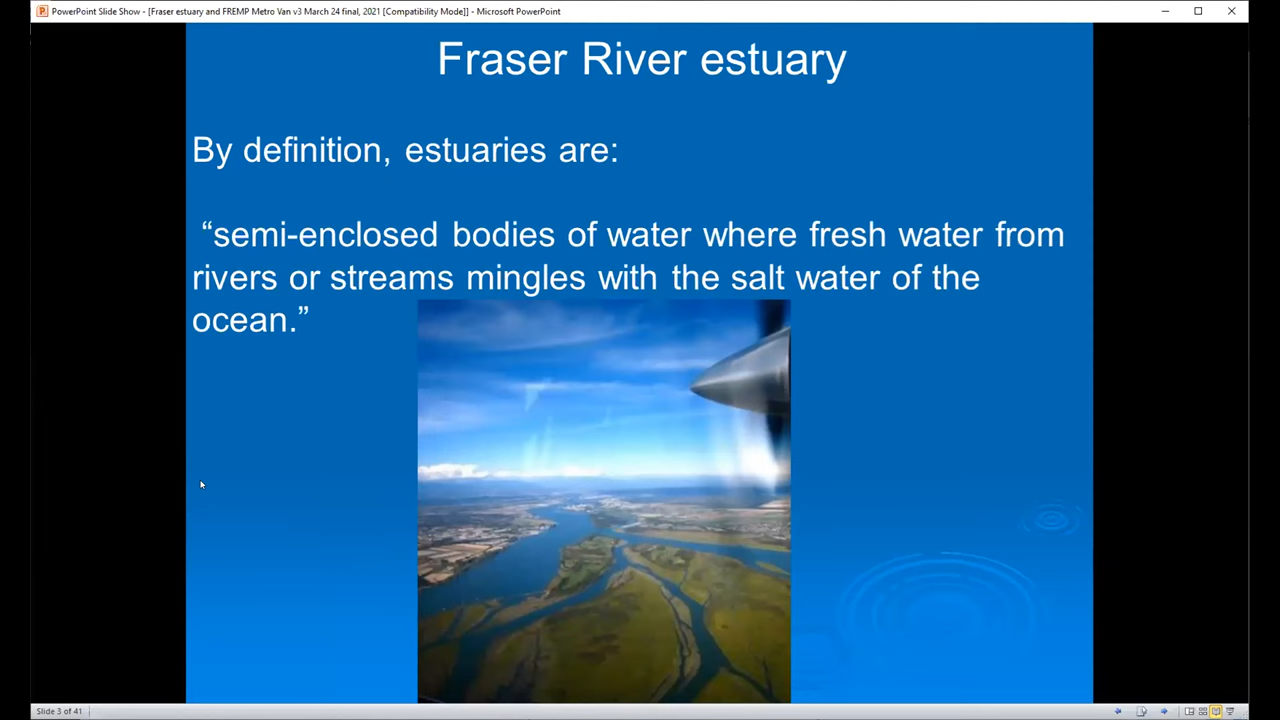 PowerPoint Slide Show - [Fraser estuary and FREMP Metro Van v3 March 24 final, 2021 [Compatibility Mode]] - Microsoft PowerPoint
Fraser River estuary
By definition, estuaries are:
“semi-enclosed bodies of water where fresh water from
rivers or streams mingles with the salt water of the
ocean.”
Slide 3 of 41